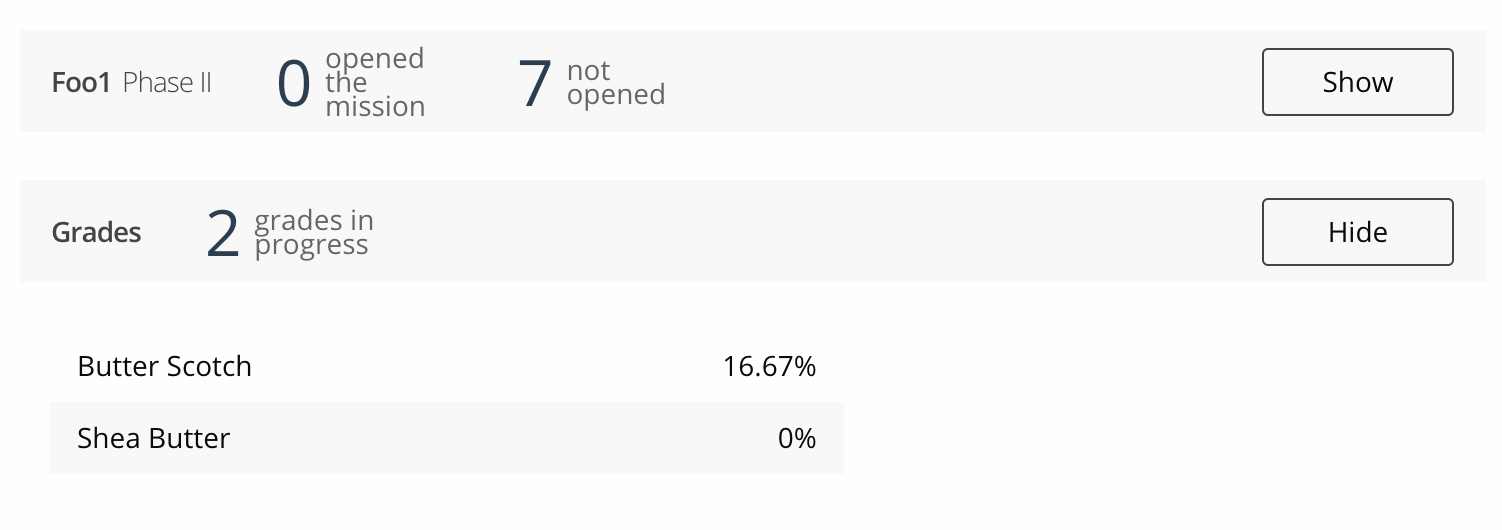 Foo1 Phase II 0 opened the mission 7 not opened Show
Grades 2 grades in progress Hide
Butter Scotch 16.67%
Shea Butter 0%